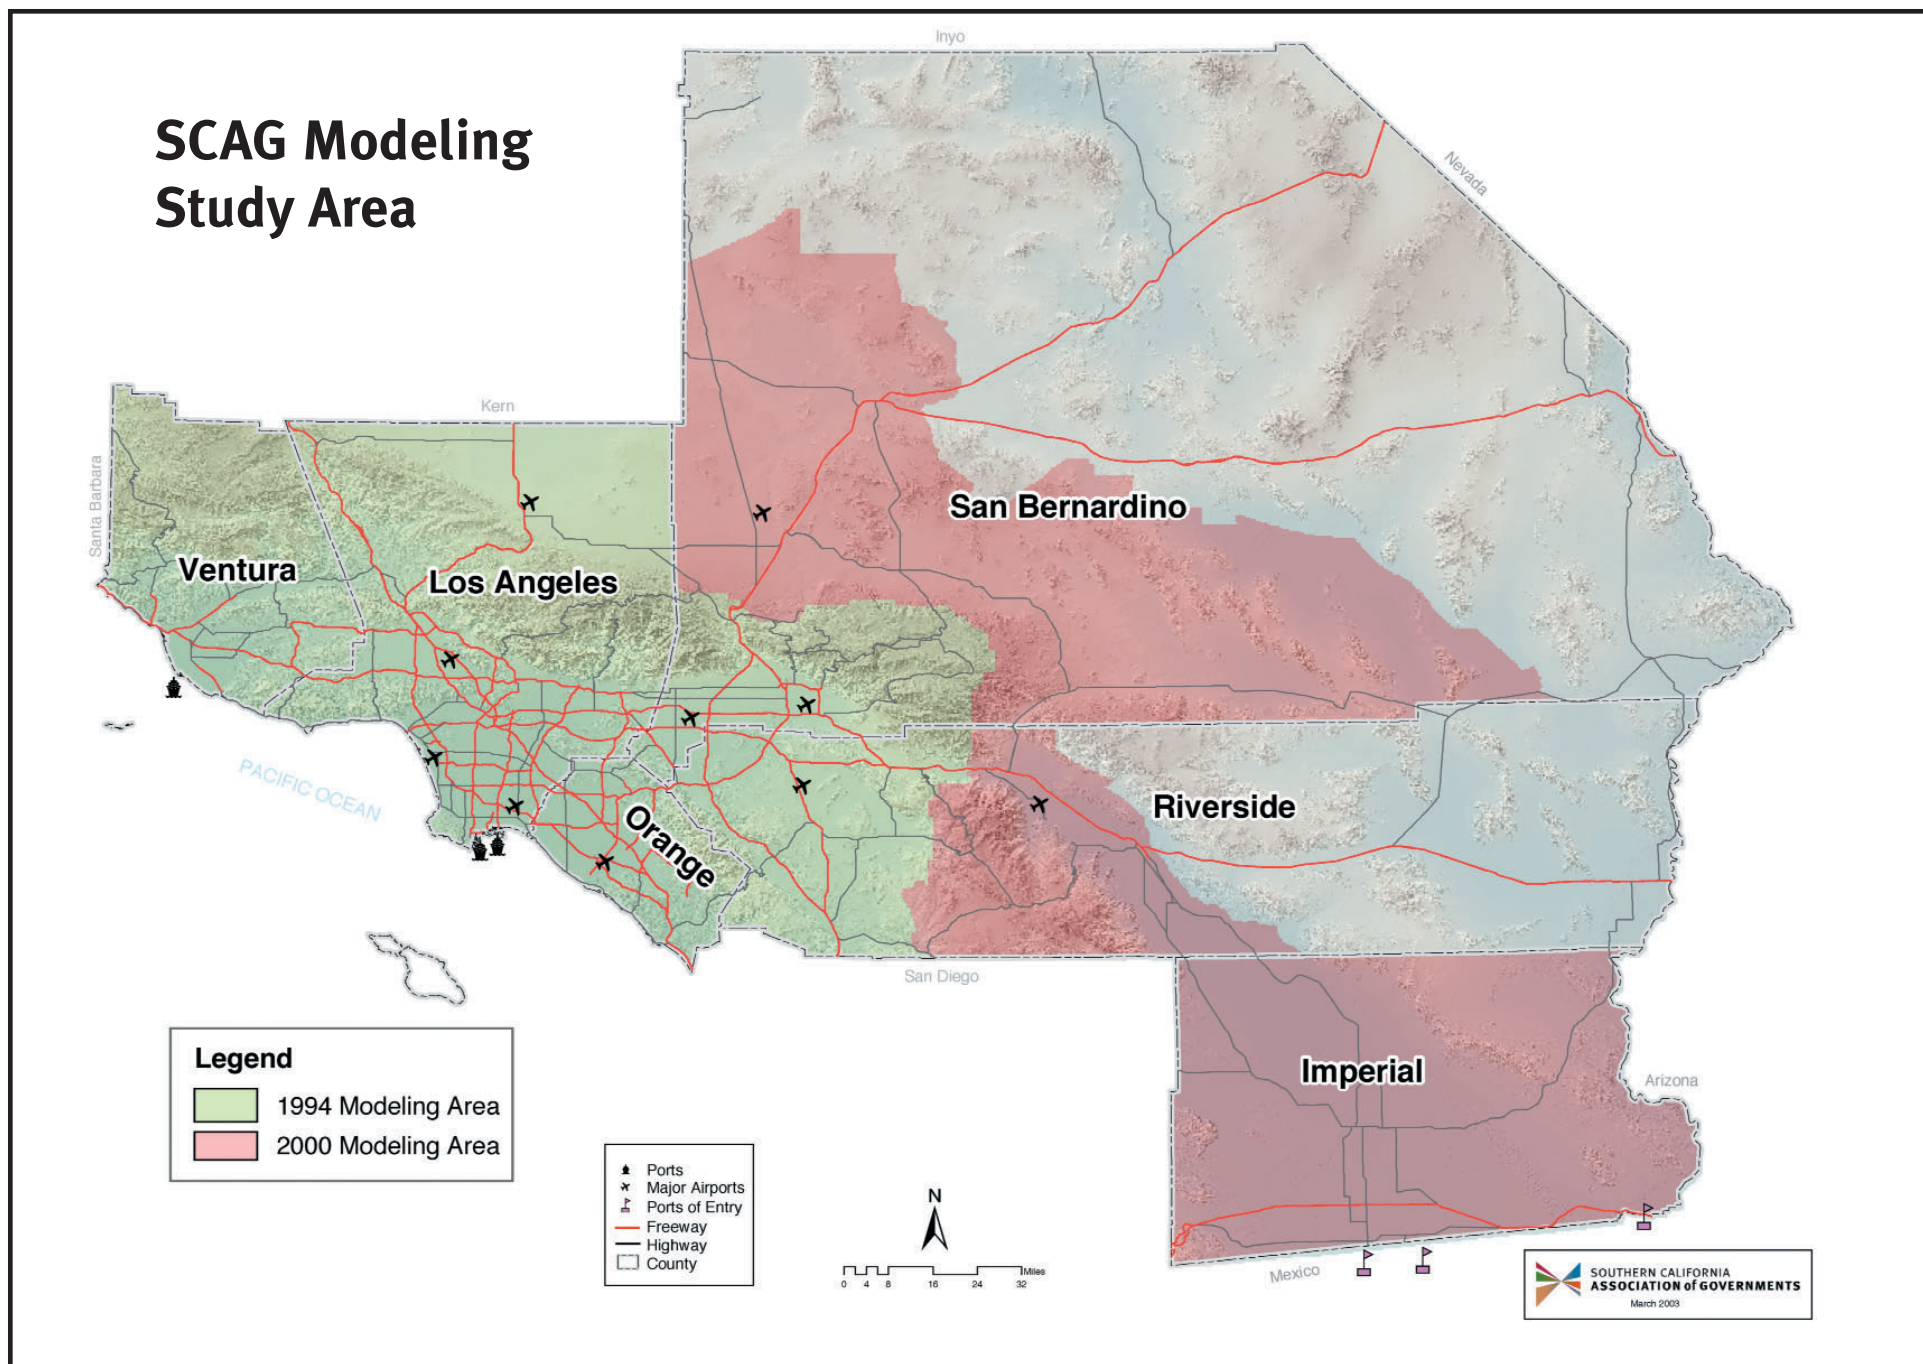 Inyo
SCAG Modeling
Study Area
Nevada
Kern
Santa Barbara
San Bernardino
Ventura
Los Angeles
PACIFIC OCEAN
Orange
Riverside
San Diego
Imperial
Arizona
Mexico
Legend
1994 Modeling Area
2000 Modeling Area
Ports
Major Airports
Ports of Entry
Freeway
Highway
County
N
Miles
0 4 8 16 24 32
SOUTHERN CALIFORNIA
ASSOCIATION of GOVERNMENTS
March 2003